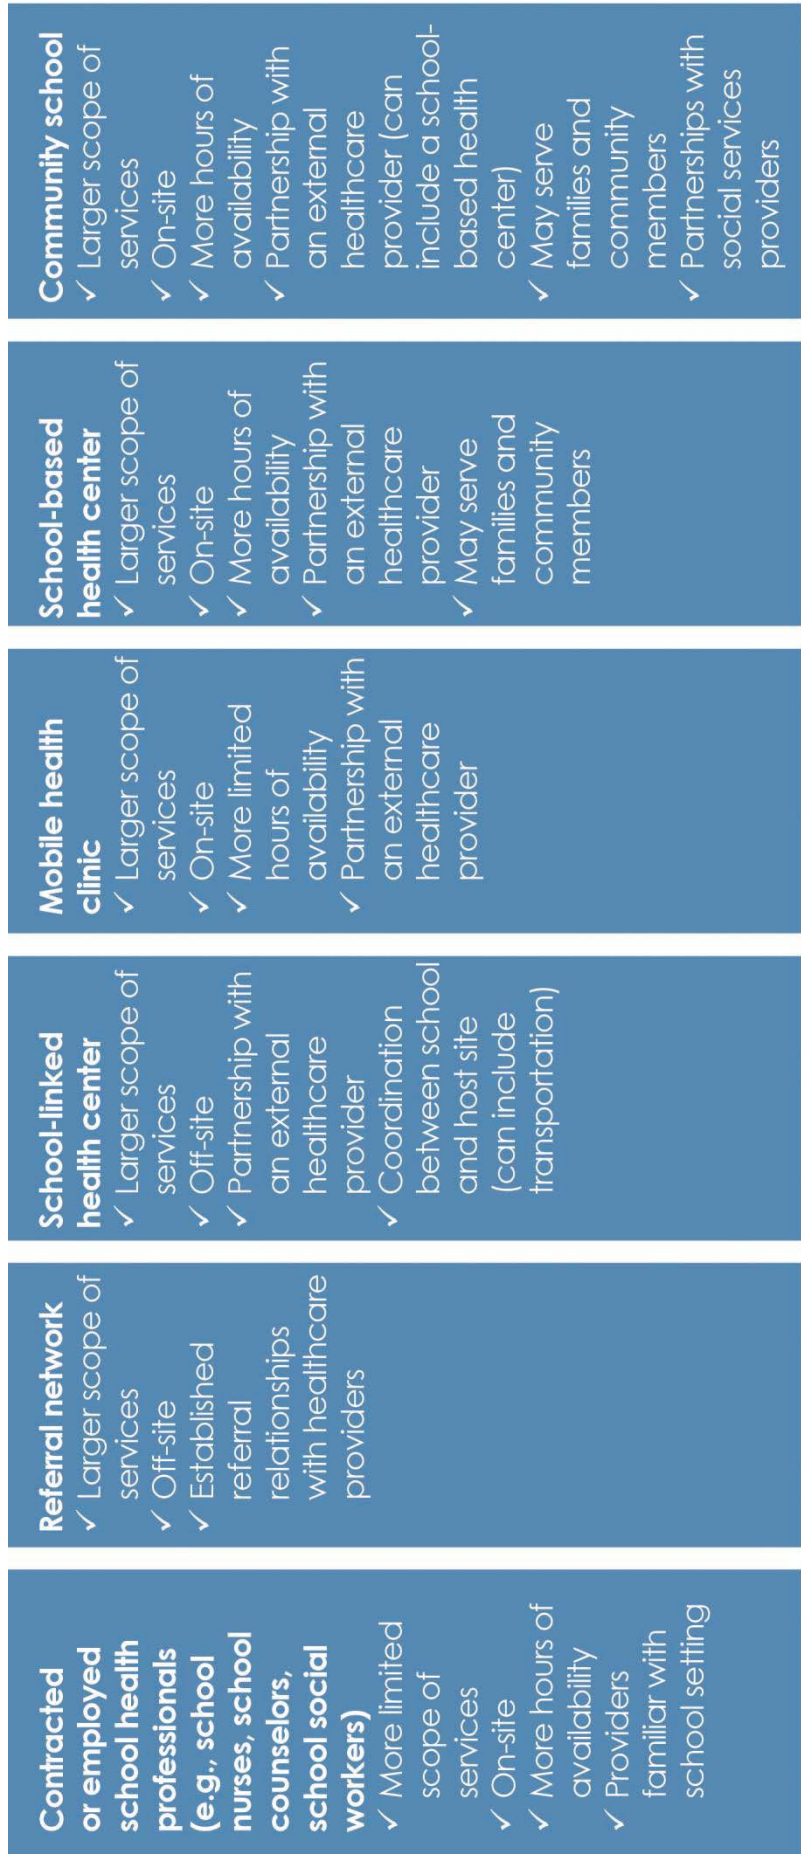 Contracted
or employed
school health
professionals
(e.g., school
nurses, school
counselors,
school social
workers)
✓ More limited
scope of
services
✓ On-site
✓ More hours of
availability
✓ Providers
familiar with
school setting
Referral network
✓ Larger scope of
services
✓ Off-site
✓ Established
referral
relationships
with healthcare
providers
School-linked
health center
✓ Larger scope of
services
✓ Off-site
✓ Partnership with
an external
healthcare
provider
✓ Coordination
between school
and host site
(can include
transportation)
Mobile health
clinic
✓ Larger scope of
services
✓ On-site
✓ More limited
hours of
availability
✓ Partnership with
an external
healthcare
provider
School-based
health center
✓ Larger scope of
services
✓ On-site
✓ More hours of
availability
✓ Partnership with
an external
healthcare
provider
✓ May serve
families and
community
members
Community school
✓ Larger scope of
services
✓ On-site
✓ More hours of
availability
✓ Partnership with
an external
healthcare
provider (can
include a school-
based health
center)
✓ May serve
families and
community
members
✓ Partnerships with
social services
providers